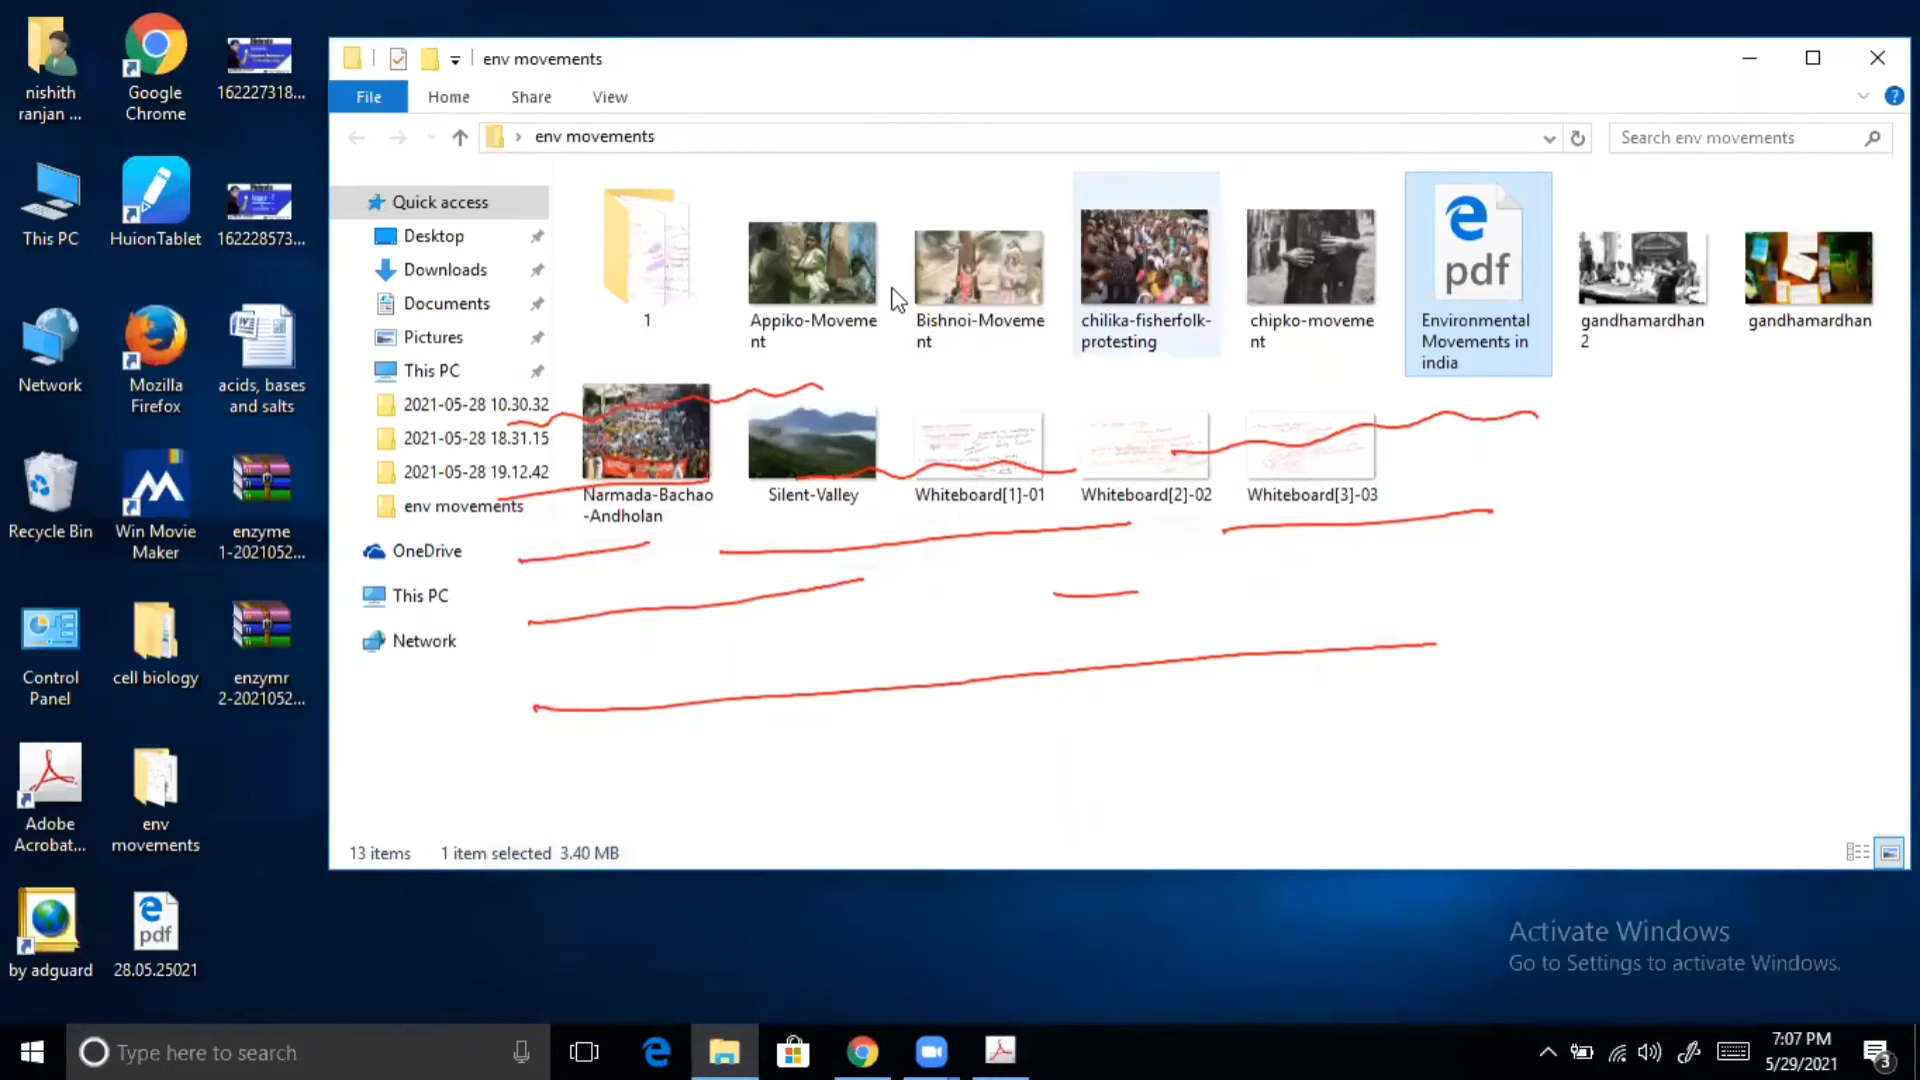 nishith
ranjan ...
Google
Chrome
162227318...
This PC
HuionTablet
162228573...
Network
Mozilla
Firefox
acids, bases
and salts
Recycle Bin
Win Movie
Maker
enzyme
1-2021052...
Control
Panel
cell biology
enzymr
2-2021052...
Adobe
Acrobat...
env
movements
by adguard
pdf
28.05.25021
env movements
File
Home
Share
View
?
env movements
Search env movements
Quick access
Desktop
Downloads
Documents
Pictures
This PC
2021-05-28 10.30.32
2021-05-28 18.31.15
2021-05-28 19.12.42
env movements
OneDrive
This PC
Network
1
Appiko-Moveme
nt
Bishnoi-Moveme
nt
chilika-fisherfolk-
protesting
chipko-moveme
nt
pdf
Environmental
Movements in
india
gandhamardhan
2
gandhamardhan
Narmada-Bachao
-Andholan
Silent-Valley
Whiteboard[1]-01
Whiteboard[2]-02
Whiteboard[3]-03
13 items
1 item selected 3.40 MB
Activate Windows
Go to Settings to activate Windows.
Type here to search
7:07 PM
5/29/2021
3